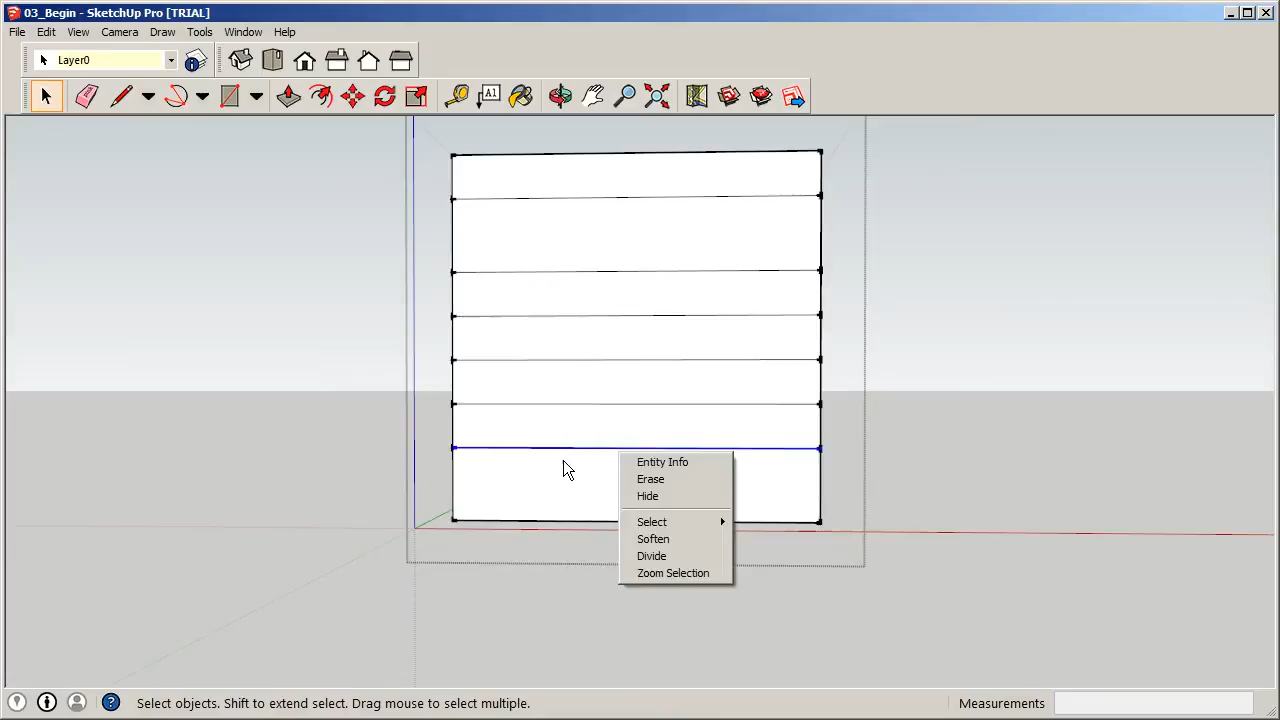 03_Begin - SketchUp Pro [TRIAL]
File Edit View Camera Draw Tools Window Help
Layer0
A1
Entity Info
Erase
Hide
Select
Soften
Divide
Zoom Selection
Select objects. Shift to extend select. Drag mouse to select multiple. Measurements